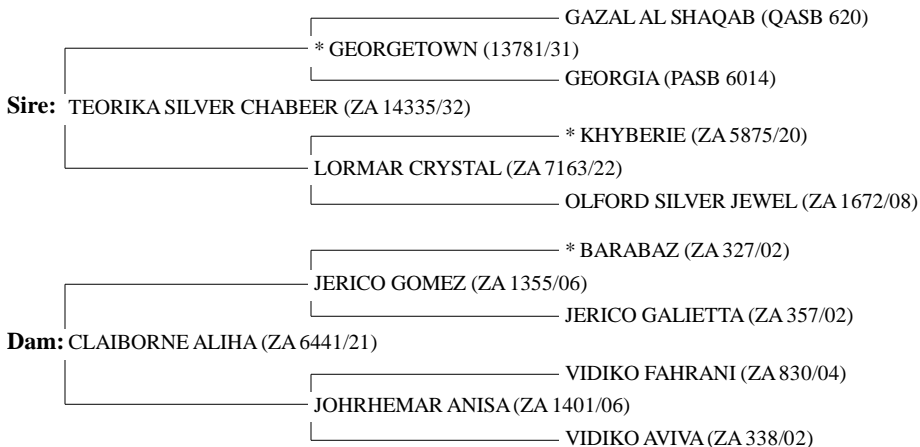 GAZAL AL SHAQAB (QASB 620)
* GEORGETOWN (13781/31)
GEORGIA (PASB 6014)
Sire: TEORIKA SILVER CHABEER (ZA 14335/32)
* KHYBERIE (ZA 5875/20)
LORMAR CRYSTAL (ZA 7163/22)
OLFORD SILVER JEWEL (ZA 1672/08)
* BARABAZ (ZA 327/02)
JERICO GOMEZ (ZA 1355/06)
JERICO GALIETTA (ZA 357/02)
Dam: CLAIBORNE ALIHA (ZA 6441/21)
VIDIKO FAHRANI (ZA 830/04)
JOHRHEMAR ANISA (ZA 1401/06)
VIDIKO AVIVA (ZA 338/02)